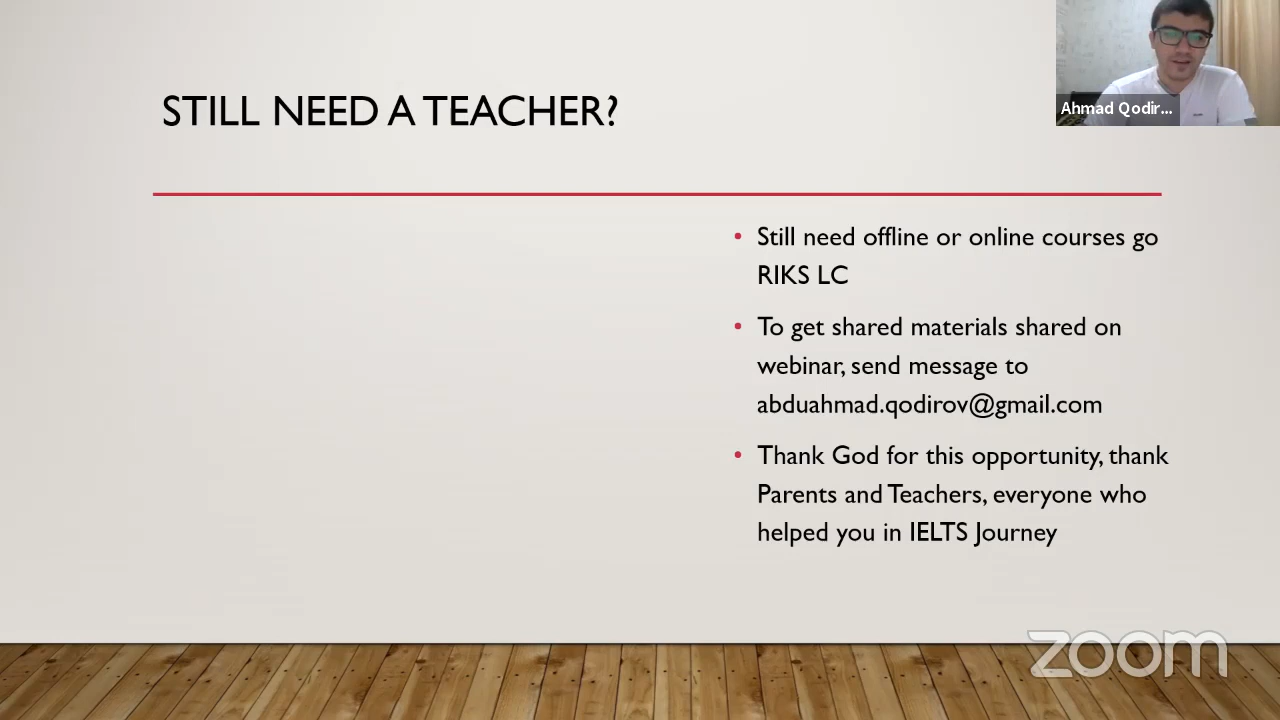 Ahmad Qodir...
STILL NEED A TEACHER?
• Still need offline or online courses go
RIKS LC
• To get shared materials shared on
webinar, send message to
abduahmad.qodirov@gmail.com
• Thank God for this opportunity, thank
Parents and Teachers, everyone who
helped you in IELTS Journey
zoom